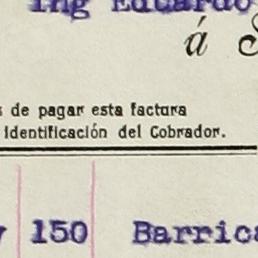 Ing Eduardo
á
de pagar esta factura
identificación del Cobrador.
150 Barrica